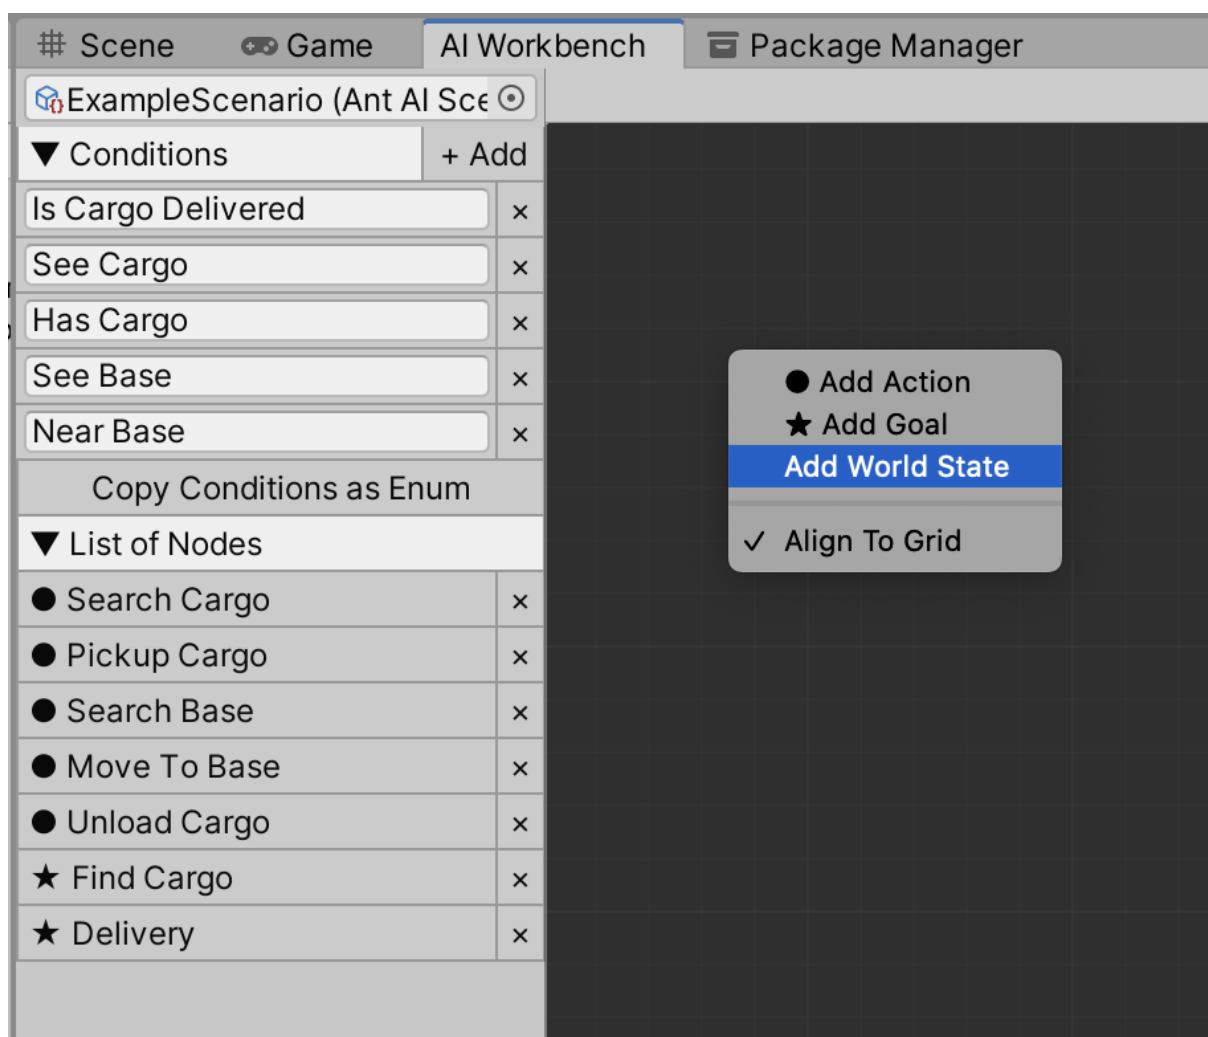 Scene Game AI Workbench Package Manager
ExampleScenario (Ant AI Sce
▼ Conditions + Add
Is Cargo Delivered ×
See Cargo ×
Has Cargo ×
See Base ×
Near Base ×
Copy Conditions as Enum
▼ List of Nodes
● Search Cargo ×
● Pickup Cargo ×
● Search Base ×
● Move To Base ×
● Unload Cargo ×
★ Find Cargo ×
★ Delivery ×
● Add Action
★ Add Goal
Add World State
✓ Align To Grid